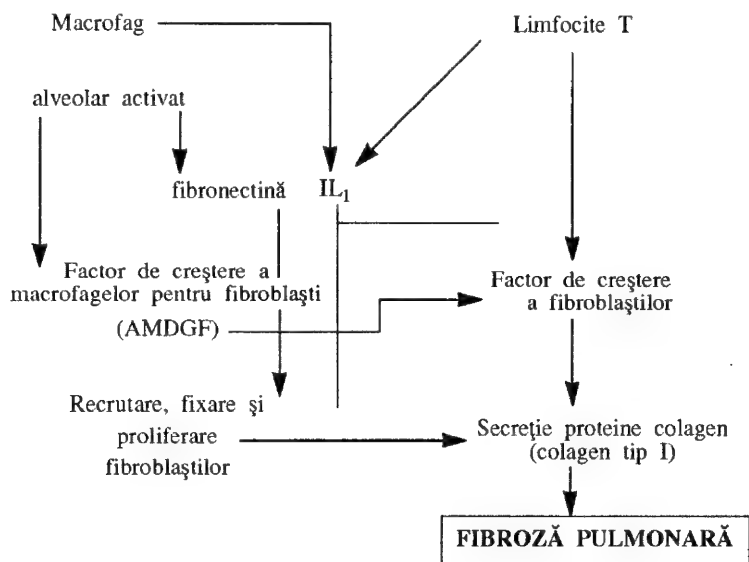 Macrofag
Limfocite T
alveolar activat
fibronectină
IL₁
Factor de creştere a
macrofagelor pentru fibroblaşti
(AMDGF)
Factor de creştere
a fibroblaştilor
Recrutare, fixare şi
proliferare
fibroblaştilor
Secreţie proteine colagen
(colagen tip I)
FIBROZĂ PULMONARĂ